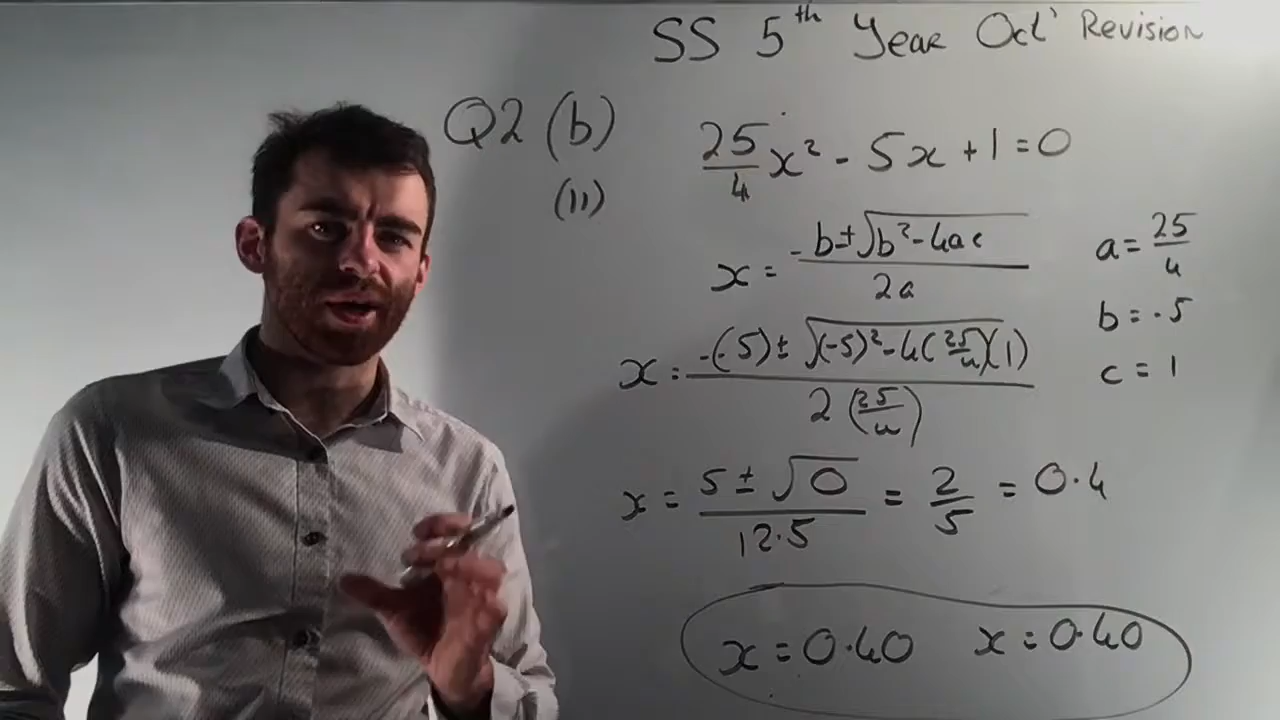 SS 5th Year Oct' Revision
Q2 (b)
(11)
25/4 x² - 5x + 1 = 0
x = -b ± √b² - 4ac / 2a
a = 25/4
b = -5
c = 1
x = -(-5) ± √(-5)² - 4(25/4)(1) / 2(25/4)
x = 5 ± √0 / 12.5 = 2/5 = 0.4
x = 0.40 x = 0.40